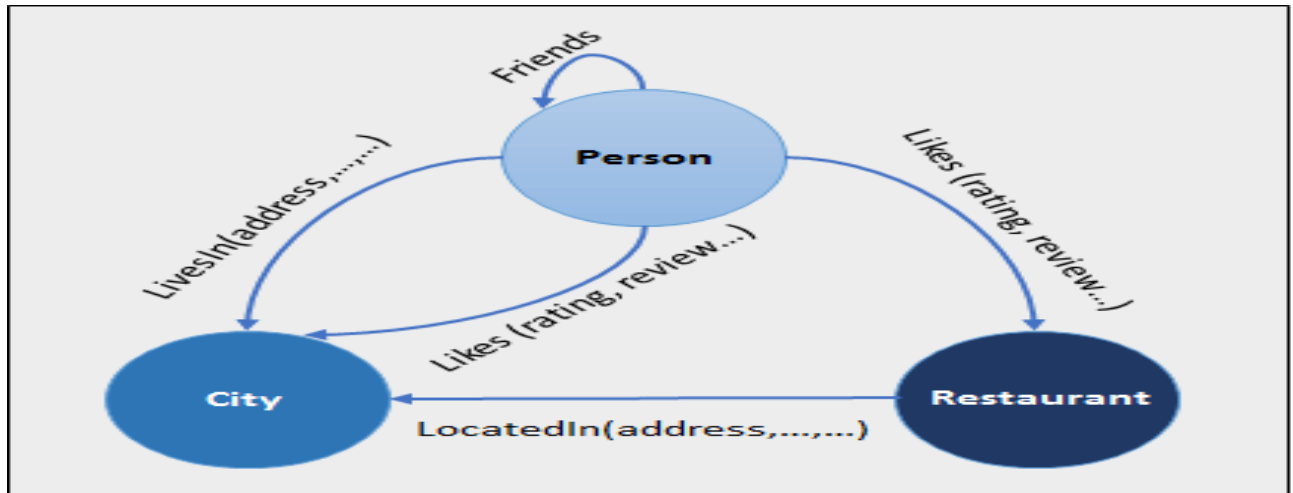 Friends
Person
LivesIn(address,...,...)
Likes (rating, review...)
Likes (rating, review...)
City
Restaurant
LocatedIn(address,...,...)